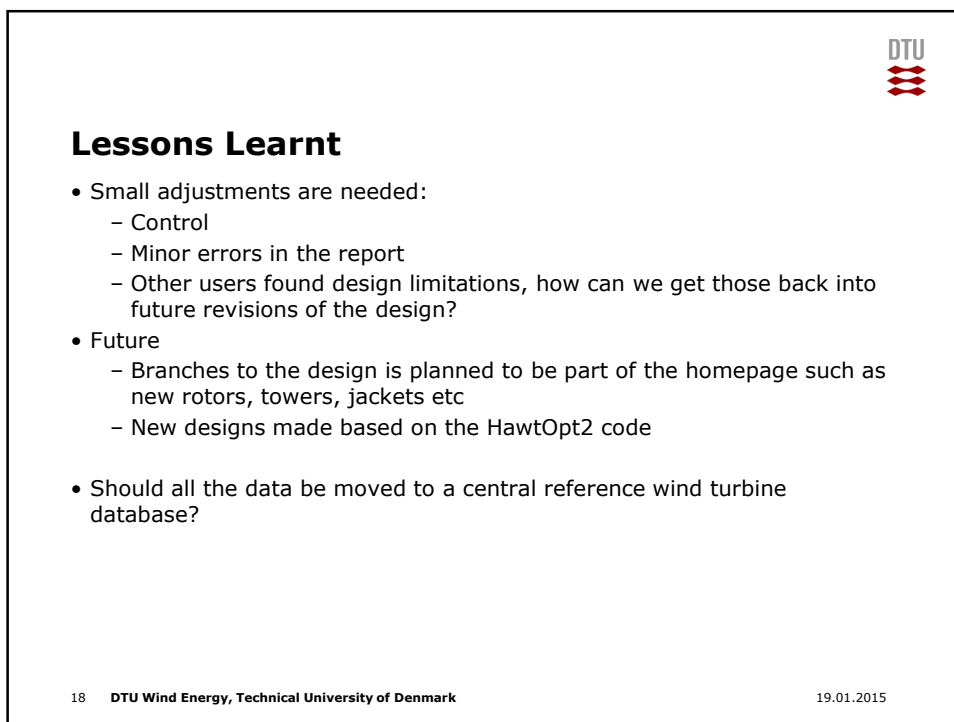 DTU
Lessons Learnt
• Small adjustments are needed:
– Control
– Minor errors in the report
– Other users found design limitations, how can we get those back into
future revisions of the design?
• Future
– Branches to the design is planned to be part of the homepage such as
new rotors, towers, jackets etc
– New designs made based on the HawtOpt2 code
• Should all the data be moved to a central reference wind turbine
database?
18 DTU Wind Energy, Technical University of Denmark 19.01.2015